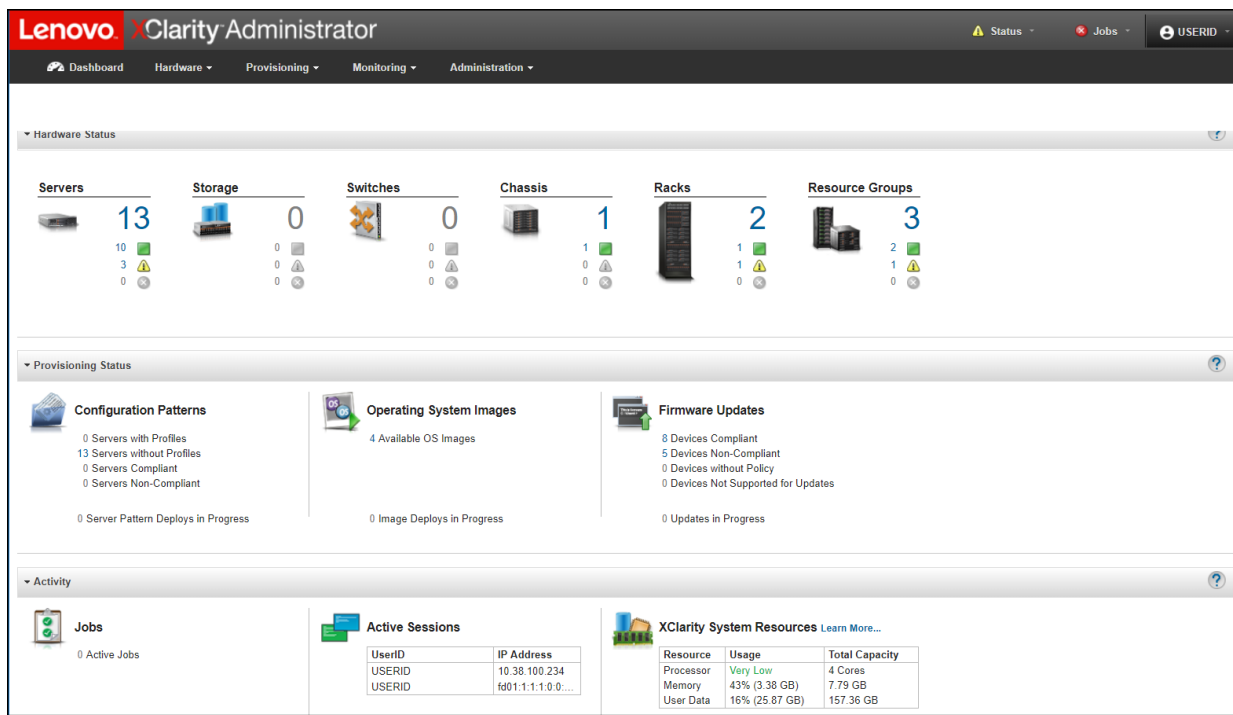 Lenovo. XClarity Administrator
Status
Jobs
USERID
Dashboard Hardware Provisioning Monitoring Administration
Hardware Status
?
Servers Storage Switches Chassis Racks Resource Groups
13 0 0 1 2 3
10 0 0 1 1 2
3 0 0 0 1 1
0 0 0 0 0 0
Provisioning Status
?
Configuration Patterns
0 Servers with Profiles
13 Servers without Profiles
0 Servers Compliant
0 Servers Non-Compliant
0 Server Pattern Deploys in Progress
OS
OS
Operating System Images
4 Available OS Images
0 Image Deploys in Progress
Firmware Updates
8 Devices Compliant
5 Devices Non-Compliant
0 Devices without Policy
0 Devices Not Supported for Updates
0 Updates in Progress
Activity
?
Jobs
0 Active Jobs
Active Sessions
UserID IP Address
USERID 10.38.100.234
USERID fd01:1:1:1:0:0:...
XClarity System Resources Learn More...
Resource Usage Total Capacity
Processor Very Low 4 Cores
Memory 43% (3.38 GB) 7.79 GB
User Data 16% (25.87 GB) 157.36 GB